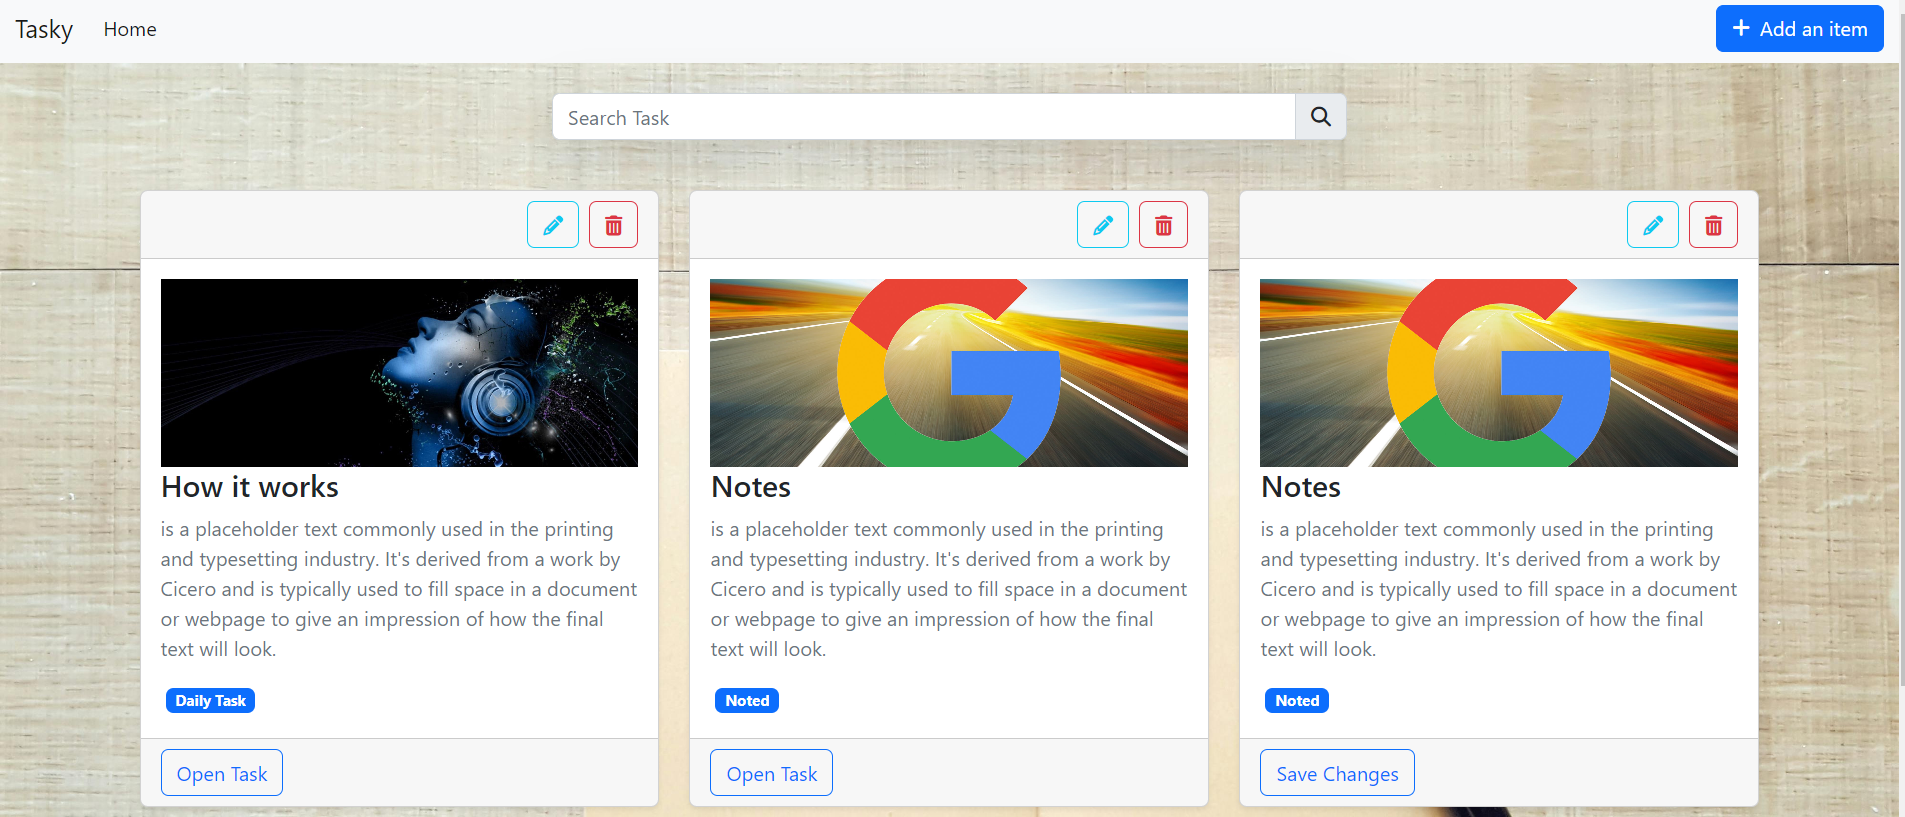 Tasky Home + Add an item
Search Task
How it works
is a placeholder text commonly used in the printing
and typesetting industry. It's derived from a work by
Cicero and is typically used to fill space in a document
or webpage to give an impression of how the final
text will look.
Daily Task
Open Task
Notes
is a placeholder text commonly used in the printing
and typesetting industry. It's derived from a work by
Cicero and is typically used to fill space in a document
or webpage to give an impression of how the final
text will look.
Noted
Open Task
Notes
is a placeholder text commonly used in the printing
and typesetting industry. It's derived from a work by
Cicero and is typically used to fill space in a document
or webpage to give an impression of how the final
text will look.
Noted
Save Changes